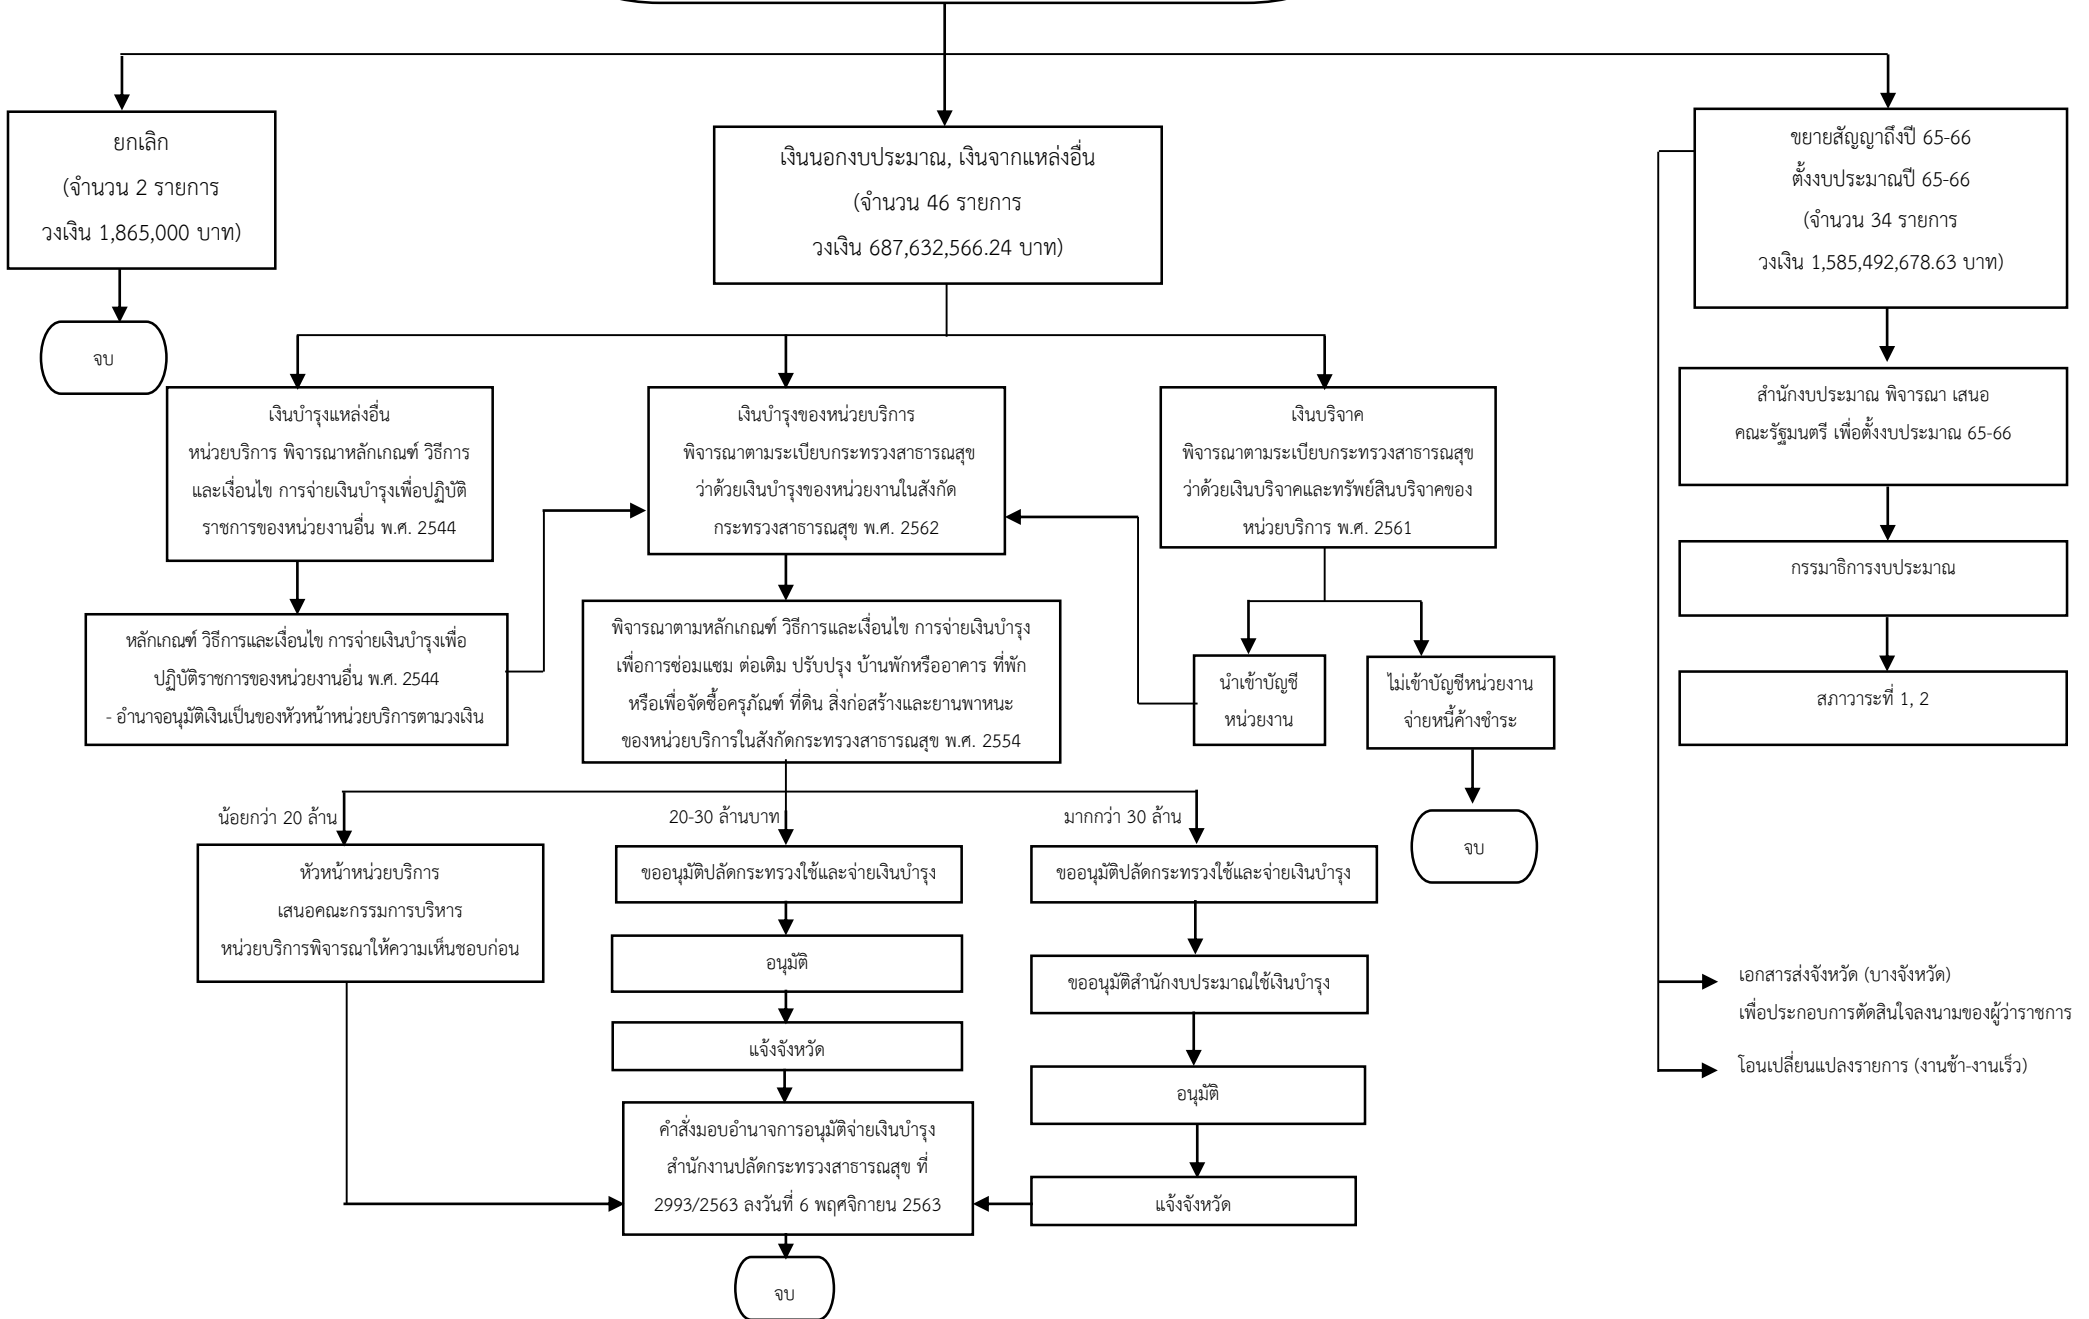 ยกเลิก
(จำนวน 2 รายการ
วงเงิน 1,865,000 บาท)
จบ
เงินนอกงบประมาณ, เงินจากแหล่งอื่น
(จำนวน 46 รายการ
วงเงิน 687,632,566.24 บาท)
ขยายสัญญาถึงปี 65-66
ตั้งงบประมาณปี 65-66
(จำนวน 34 รายการ
วงเงิน 1,585,492,678.63 บาท)
เงินบำรุงแหล่งอื่น
หน่วยบริการ พิจารณาหลักเกณฑ์ วิธีการ
และเงื่อนไข การจ่ายเงินบำรุงเพื่อปฏิบัติ
ราชการของหน่วยงานอื่น พ.ศ. 2544
เงินบำรุงของหน่วยบริการ
พิจารณาตามระเบียบกระทรวงสาธารณสุข
ว่าด้วยเงินบำรุงของหน่วยงานในสังกัด
กระทรวงสาธารณสุข พ.ศ. 2562
เงินบริจาค
พิจารณาตามระเบียบกระทรวงสาธารณสุข
ว่าด้วยเงินบริจาคและทรัพย์สินบริจาคของ
หน่วยบริการ พ.ศ. 2561
สำนักงบประมาณ พิจารณา เสนอ
คณะรัฐมนตรี เพื่อตั้งงบประมาณ 65-66
กรรมาธิการงบประมาณ
สภาวาระที่ 1, 2
หลักเกณฑ์ วิธีการและเงื่อนไข การจ่ายเงินบำรุงเพื่อ
ปฏิบัติราชการของหน่วยงานอื่น พ.ศ. 2544
- อำนาจอนุมัติเงินเป็นของหัวหน้าหน่วยบริการตามวงเงิน
พิจารณาตามหลักเกณฑ์ วิธีการและเงื่อนไข การจ่ายเงินบำรุง
เพื่อการซ่อมแซม ต่อเติม ปรับปรุง บ้านพักหรืออาคาร ที่พัก
หรือเพื่อจัดซื้อครุภัณฑ์ ที่ดิน สิ่งก่อสร้างและยานพาหนะ
ของหน่วยบริการในสังกัดกระทรวงสาธารณสุข พ.ศ. 2554
นำเข้าบัญชี
หน่วยงาน
ไม่เข้าบัญชีหน่วยงาน
จ่ายหนี้ค้างชำระ
จบ
น้อยกว่า 20 ล้าน
20-30 ล้านบาท
มากกว่า 30 ล้าน
หัวหน้าหน่วยบริการ
เสนอคณะกรรมการบริหาร
หน่วยบริการพิจารณาให้ความเห็นชอบก่อน
ขออนุมัติปลัดกระทรวงใช้และจ่ายเงินบำรุง
อนุมัติ
แจ้งจังหวัด
ขออนุมัติปลัดกระทรวงใช้และจ่ายเงินบำรุง
ขออนุมัติสำนักงบประมาณใช้เงินบำรุง
อนุมัติ
แจ้งจังหวัด
คำสั่งมอบอำนาจการอนุมัติจ่ายเงินบำรุง
สำนักงานปลัดกระทรวงสาธารณสุข ที่
2993/2563 ลงวันที่ 6 พฤศจิกายน 2563
จบ
เอกสารส่งจังหวัด (บางจังหวัด)
เพื่อประกอบการตัดสินใจลงนามของผู้ว่าราชการ
โอนเปลี่ยนแปลงรายการ (งานช้า-งานเร็ว)